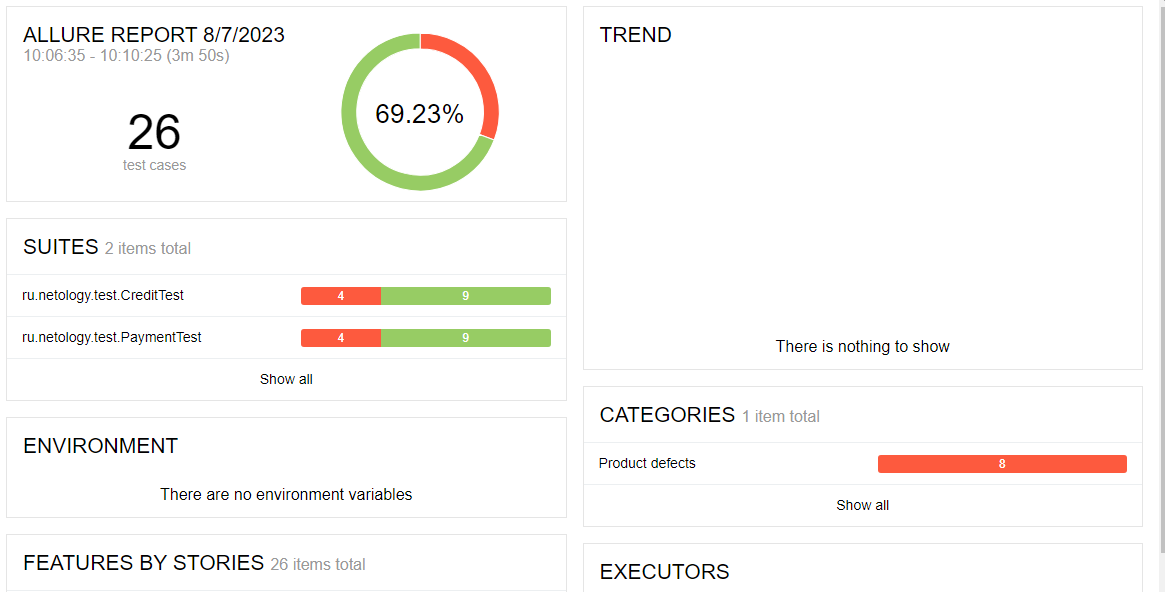 ALLURE REPORT 8/7/2023
10:06:35 - 10:10:25 (3m 50s)
26
test cases
69.23%
SUITES 2 items total
ru.netology.test.CreditTest 4 9
ru.netology.test.PaymentTest 4 9
Show all
ENVIRONMENT
There are no environment variables
FEATURES BY STORIES 26 items total
TREND
There is nothing to show
CATEGORIES 1 item total
Product defects 8
Show all
EXECUTORS